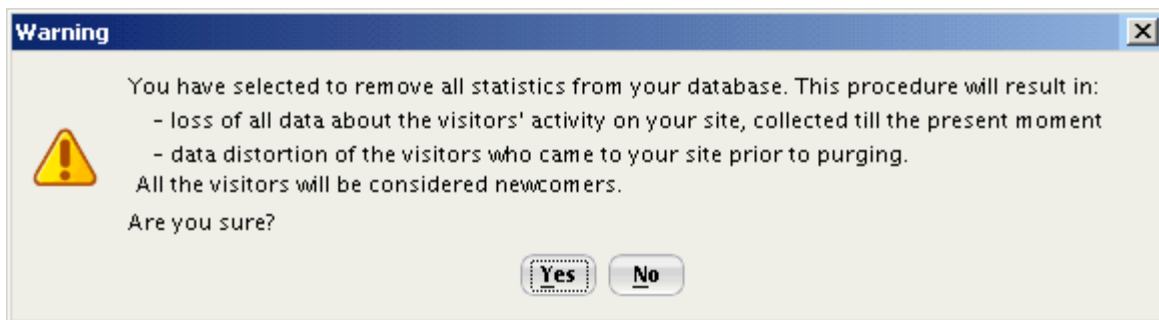 Warning
You have selected to remove all statistics from your database. This procedure will result in:
- loss of all data about the visitors' activity on your site, collected till the present moment
- data distortion of the visitors who came to your site prior to purging.
All the visitors will be considered newcomers.
Are you sure?
Yes No